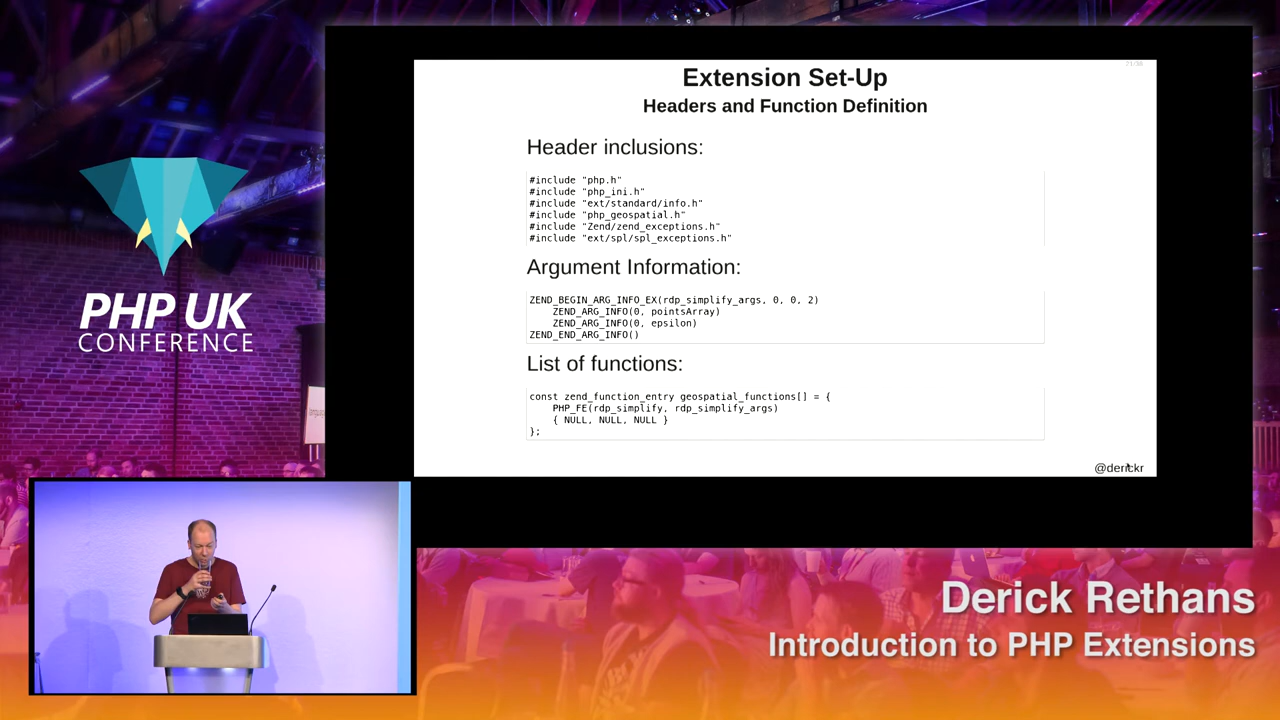 21/36
Extension Set-Up
Headers and Function Definition
Header inclusions:
#include "php.h"
#include "php_ini.h"
#include "ext/standard/info.h"
#include "php_geospatial.h"
#include "Zend/zend_exceptions.h"
#include "ext/spl/spl_exceptions.h"
Argument Information:
ZEND_BEGIN_ARG_INFO_EX(rdp_simplify_args, 0, 0, 2)
ZEND_ARG_INFO(0, pointsArray)
ZEND_ARG_INFO(0, epsilon)
ZEND_END_ARG_INFO()
List of functions:
const zend_function_entry geospatial_functions[] = {
PHP_FE(rdp_simplify, rdp_simplify_args)
{ NULL, NULL, NULL }
};
@derickr
PHP UK
CONFERENCE
Derick Rethans
Introduction to PHP Extensions